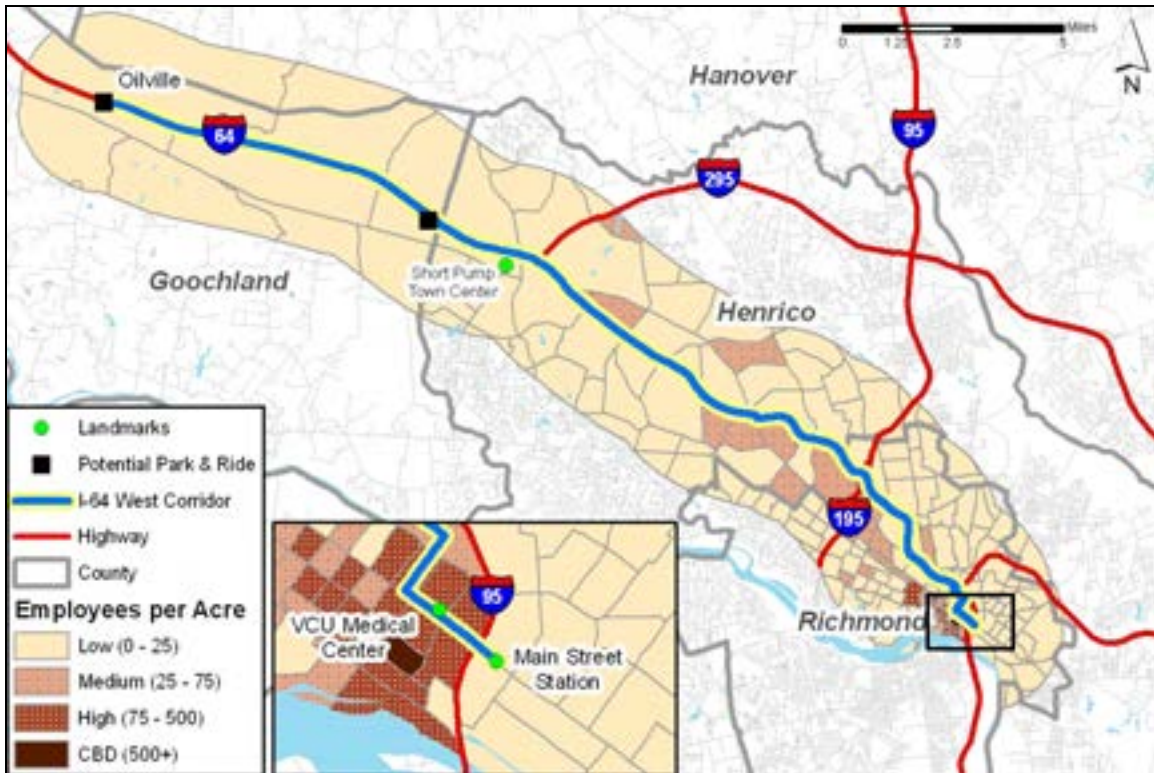 Miles
0 1.25 2.5 5
N
Hanover
Oilville
64
95
295
Goochland
Short Pump
Town Center
Henrico
195
Richmond
Landmarks
Potential Park & Ride
I-64 West Corridor
Highway
County
Employees per Acre
Low (0 - 25)
Medium (25 - 75)
High (75 - 500)
CBD (500+)
95
VCU Medical
Center
Main Street
Station